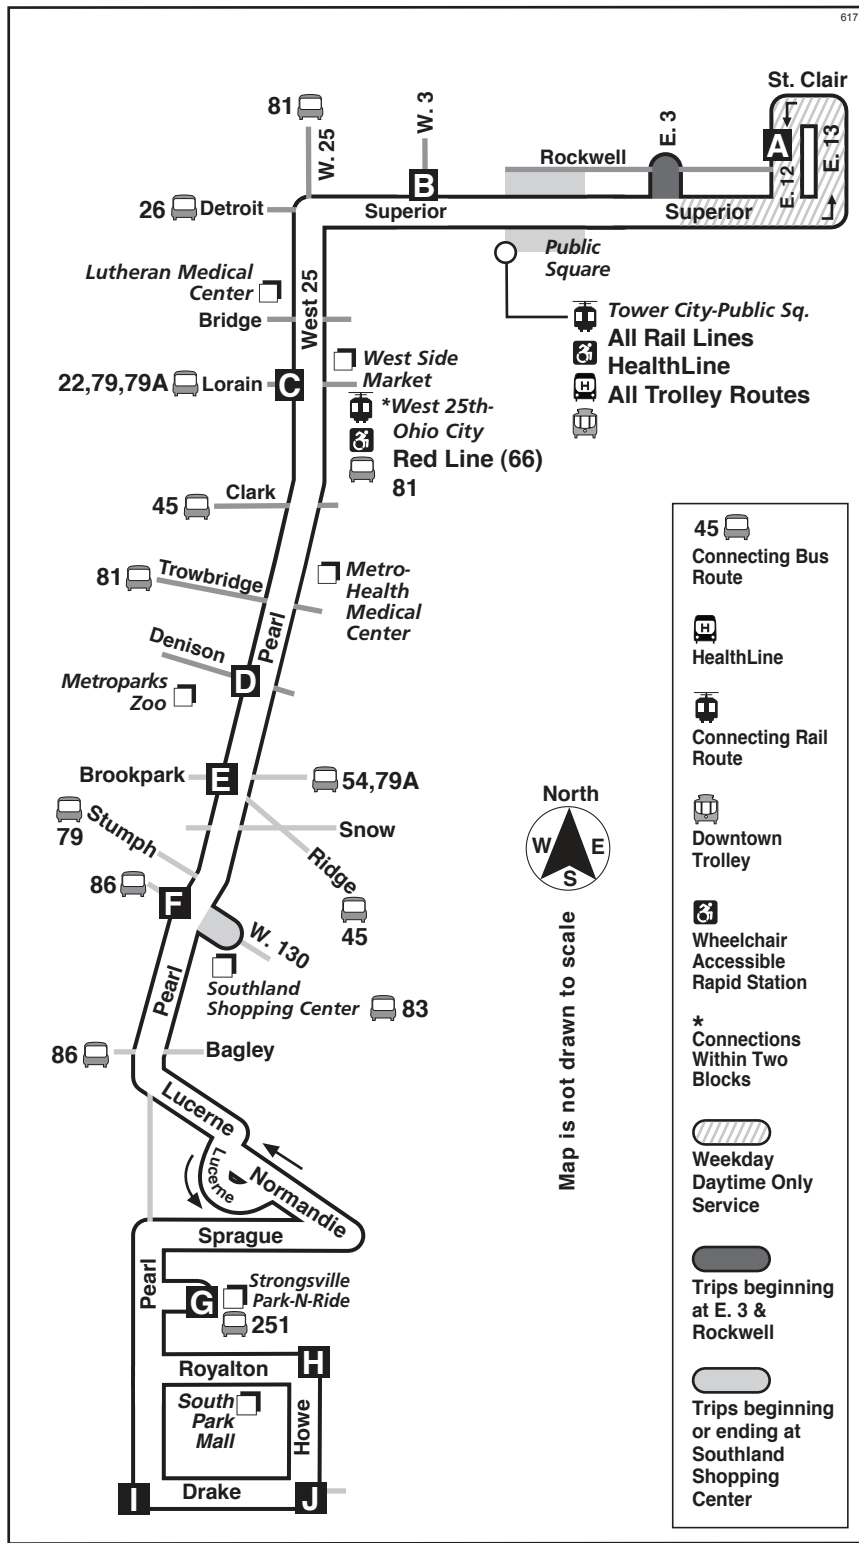 617
St. Clair
81
W. 25
W. 3
E. 3
A
E. 12
E. 13
B
Rockwell
26
Detroit
Superior
Superior
Public
Square
Lutheran Medical
Center
Bridge
West 25
Tower City-Public Sq.
All Rail Lines
HealthLine
H
All Trolley Routes
22,79,79A
Lorain
C
West Side
Market
*West 25th-
Ohio City
Red Line (66)
81
45
Clark
81
Trowbridge
Metro-
Health
Medical
Center
Pearl
Denison
D
Metroparks
Zoo
Brookpark
E
54,79A
79
Stumph
Snow
Ridge
45
86
F
W. 130
Pearl
Southland
Shopping Center
83
86
Bagley
Lucerne
Lucerne
Normandie
Sprague
Pearl
G
Strongsville
Park-N-Ride
251
Royalton
H
South
Park
Mall
Howe
I
Drake
J
North
W
E
S
Map is not drawn to scale
45
Connecting Bus
Route
H
HealthLine
Connecting Rail
Route
Downtown
Trolley
Wheelchair
Accessible
Rapid Station
*
Connections
Within Two
Blocks
Weekday
Daytime Only
Service
Trips beginning
at E. 3 &
Rockwell
Trips beginning
or ending at
Southland
Shopping
Center